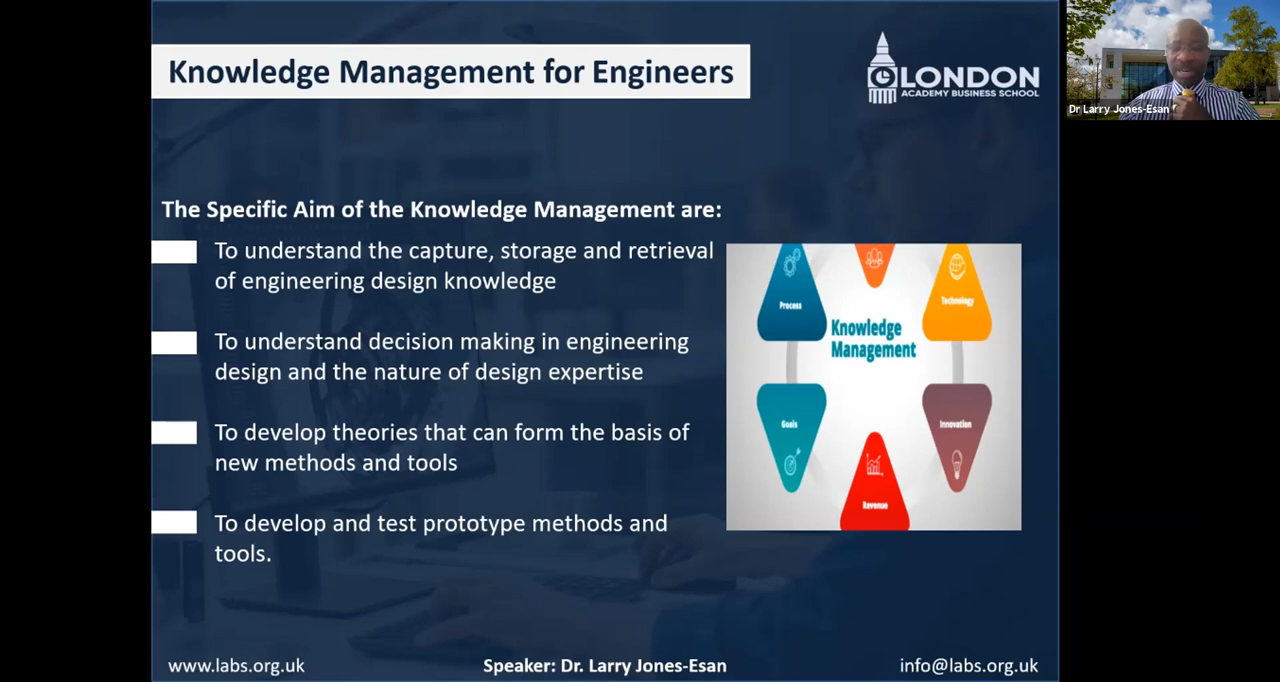 Knowledge Management for Engineers
LONDON
ACADEMY BUSINESS SCHOOL
Dr Larry Jones-Esan
The Specific Aim of the Knowledge Management are:
To understand the capture, storage and retrieval
of engineering design knowledge
To understand decision making in engineering
design and the nature of design expertise
To develop theories that can form the basis of
new methods and tools
To develop and test prototype methods and
tools.
Process
Technology
Knowledge
Management
Goals
Innovation
Revenue
www.labs.org.uk
Speaker: Dr. Larry Jones-Esan
info@labs.org.uk